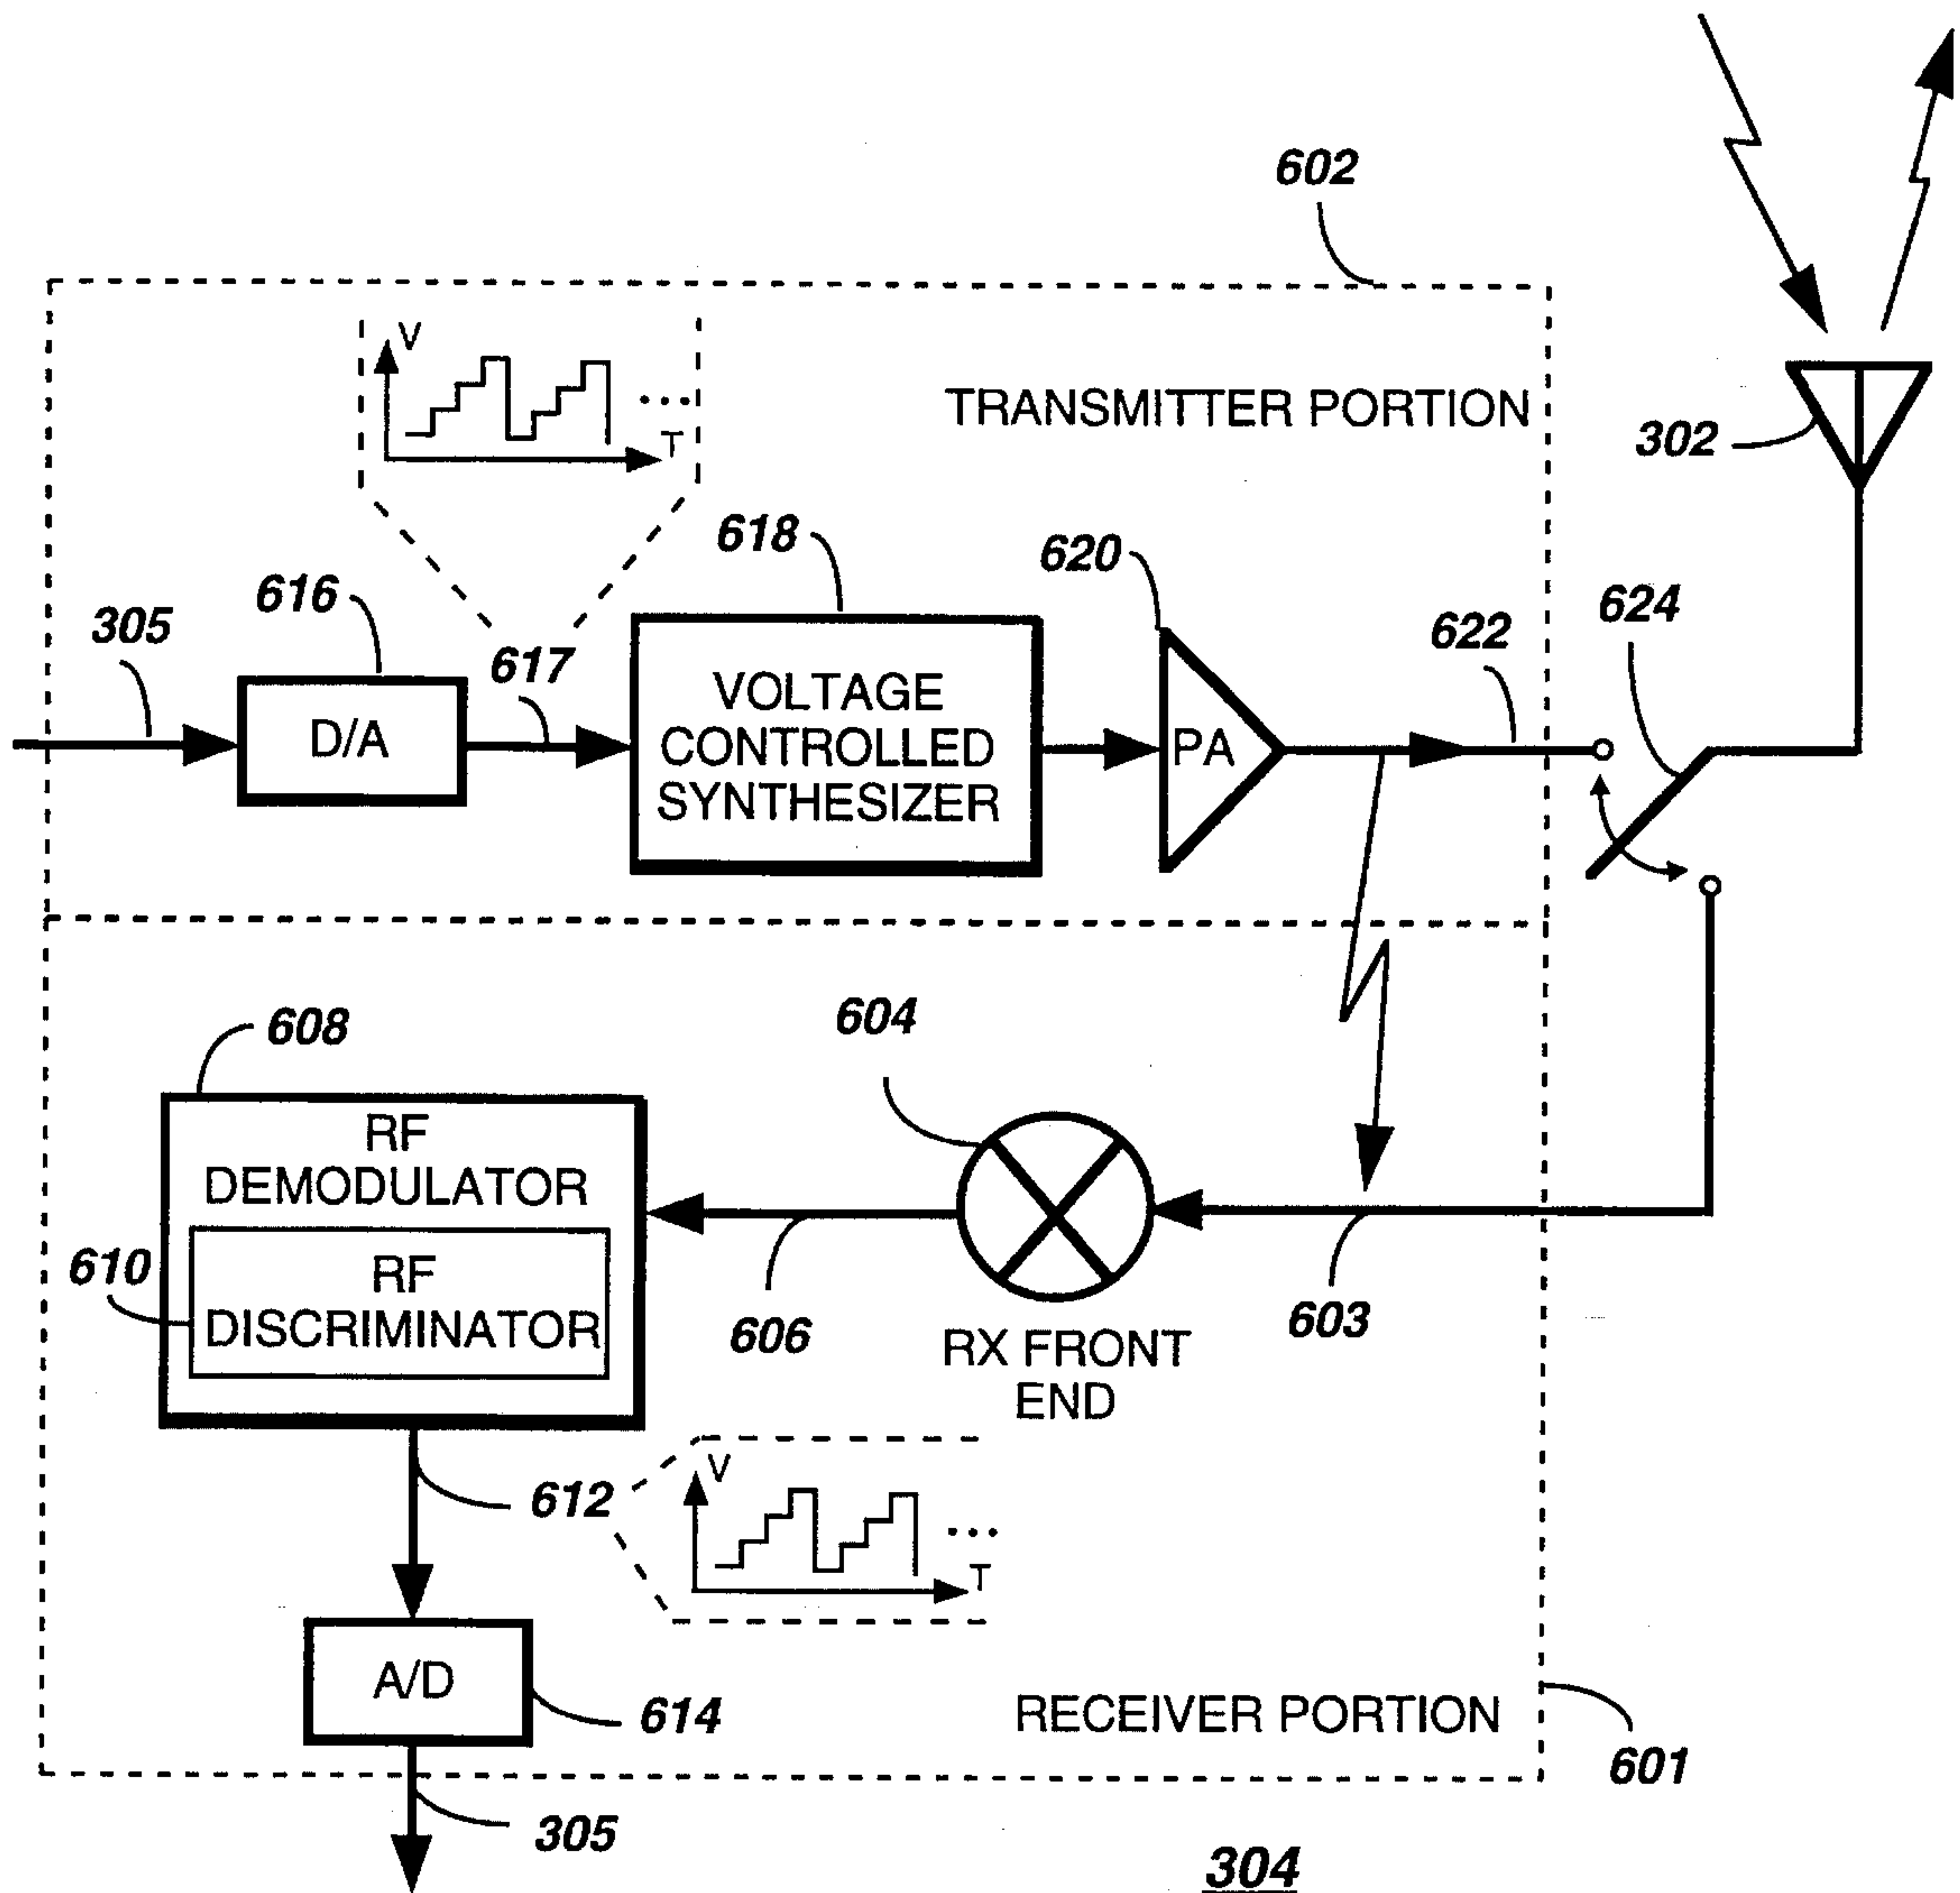 602
V
TRANSMITTER PORTION
T
302
618
620
616
624
305
622
617
D/A
VOLTAGE
CONTROLLED
SYNTHESIZER
PA
604
608
RF
DEMODULATOR
610
RF
DISCRIMINATOR
606
603
RX FRONT
END
V
612
T
A/D
614
RECEIVER PORTION
601
305
304